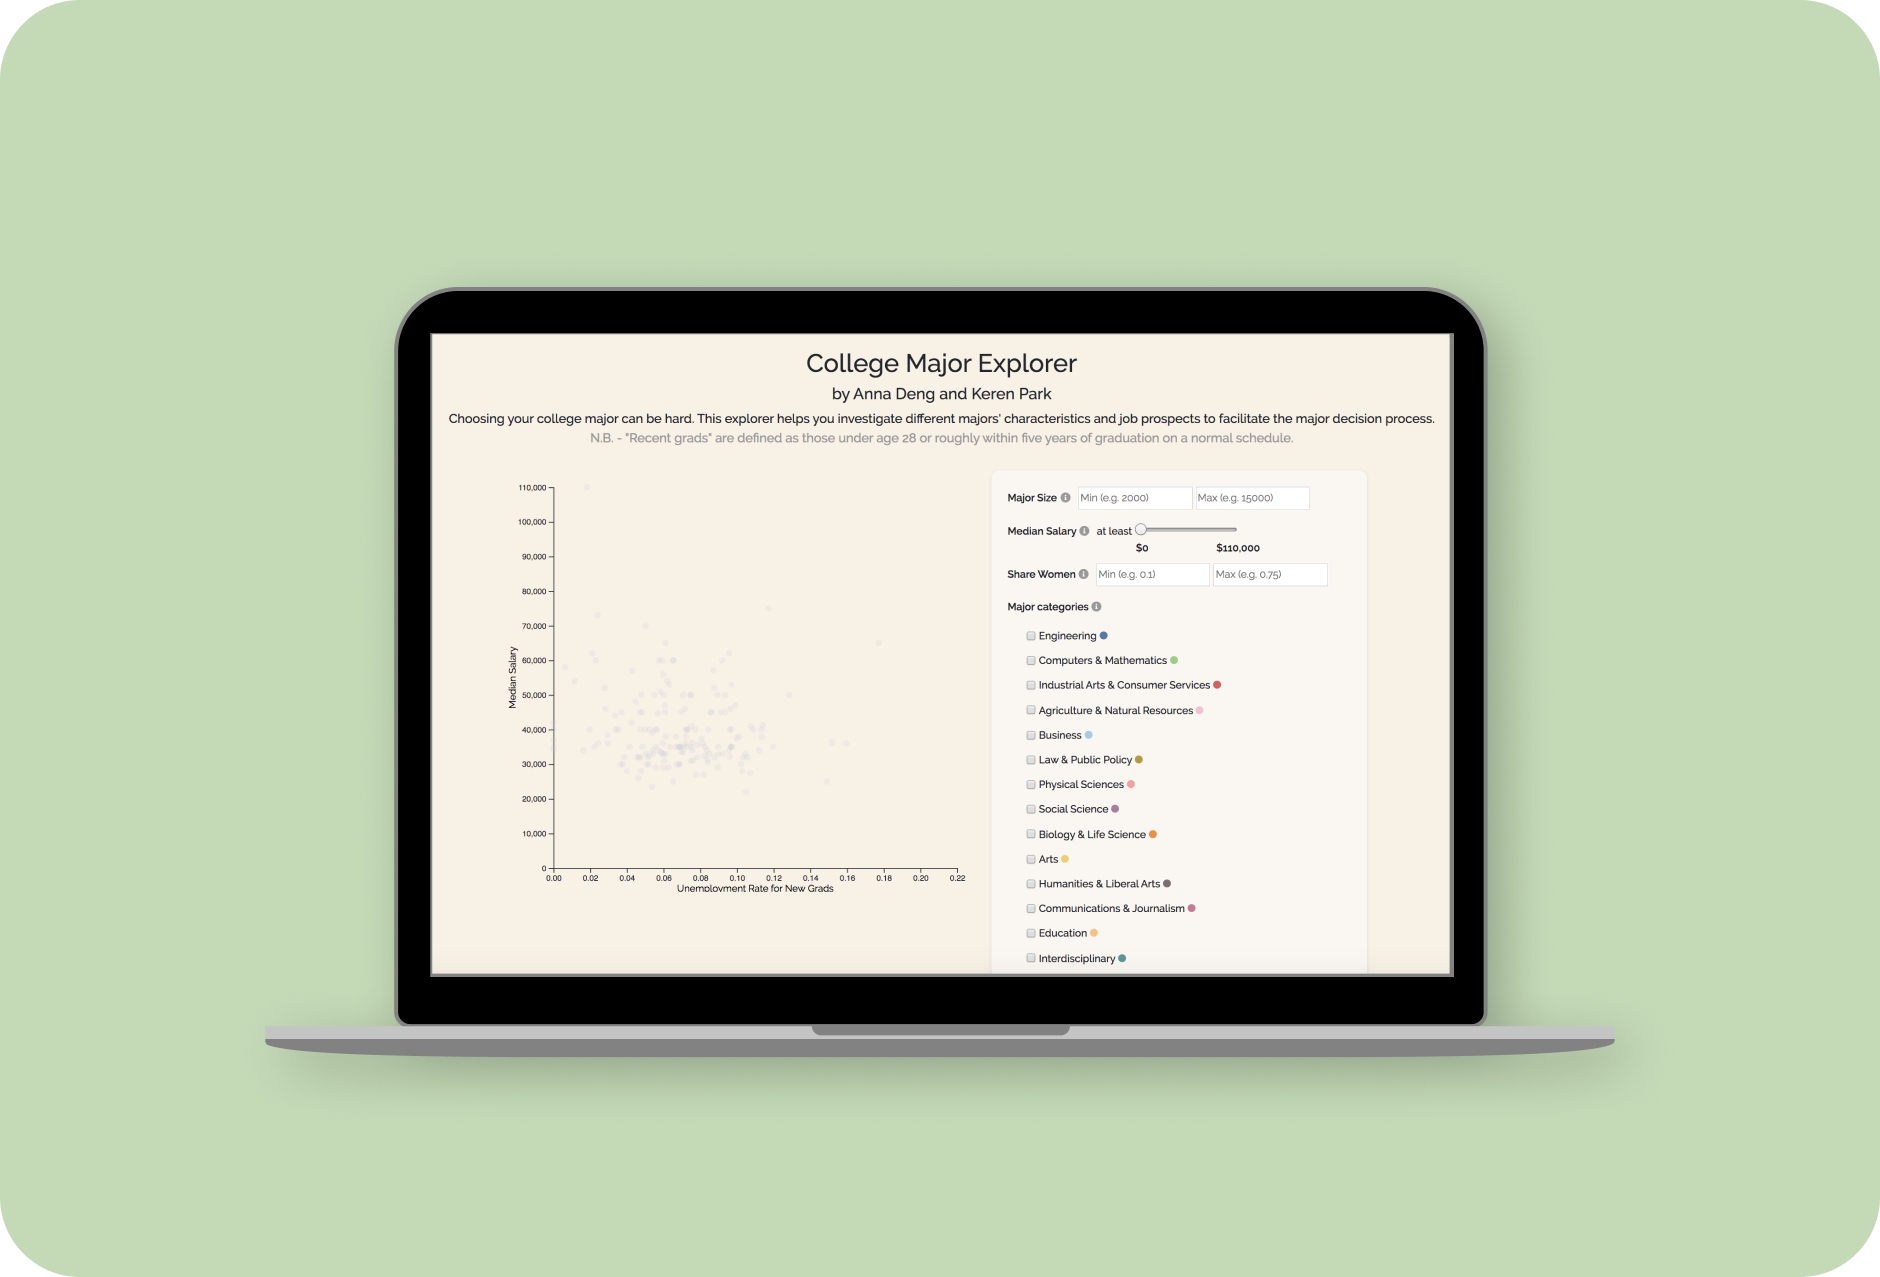 College Major Explorer
by Anna Deng and Keren Park
Choosing your college major can be hard. This explorer helps you investigate different majors' characteristics and job prospects to facilitate the major decision process.
N.B. - "Recent grads" are defined as those under age 28 or roughly within five years of graduation on a normal schedule.
110,000
100,000
90,000
80,000
70,000
60,000
50,000
40,000
30,000
20,000
10,000
0
Median Salary
0.00 0.02 0.04 0.06 0.08 0.10 0.12 0.14 0.16 0.18 0.20 0.22
Unemployment Rate for New Grads
Major Size Min (e.g. 2000) Max (e.g. 15000)
Median Salary at least
$0 $110,000
Share Women Min (e.g. 0.1) Max (e.g. 0.75)
Major categories
Engineering
Computers & Mathematics
Industrial Arts & Consumer Services
Agriculture & Natural Resources
Business
Law & Public Policy
Physical Sciences
Social Science
Biology & Life Science
Arts
Humanities & Liberal Arts
Communications & Journalism
Education
Interdisciplinary